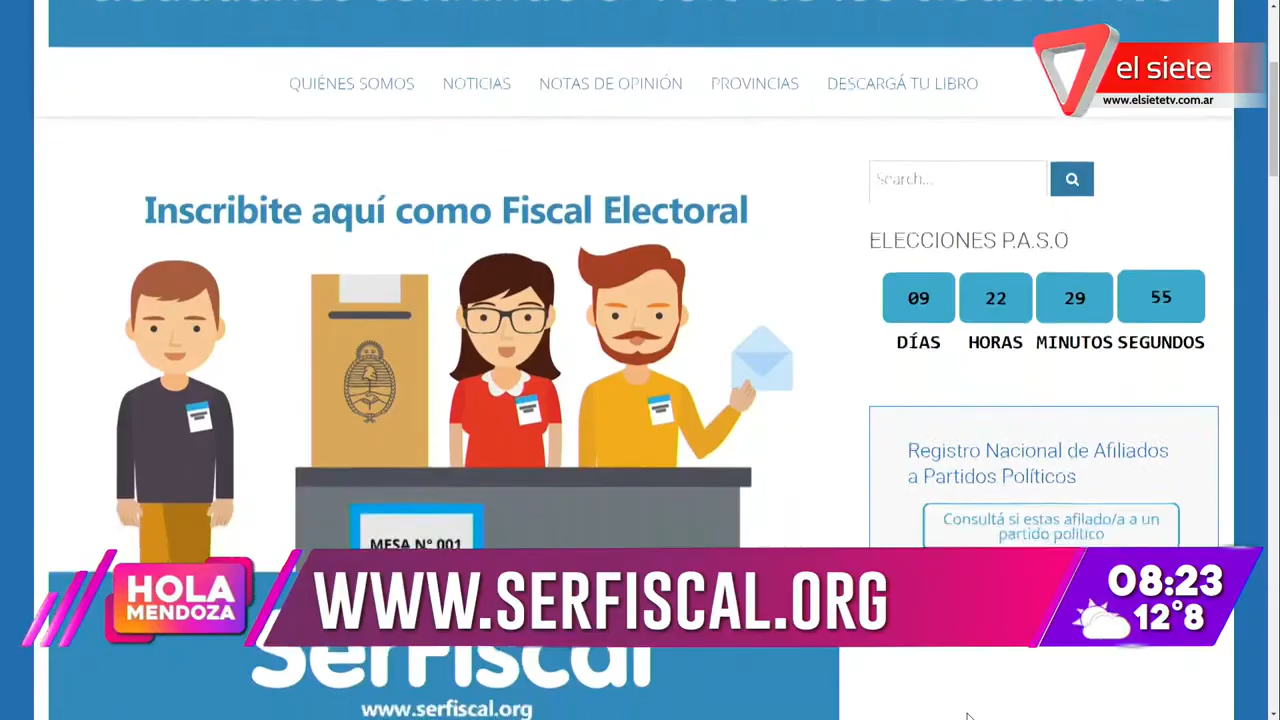 QUIÉNES SOMOS NOTICIAS NOTAS DE OPINIÓN PROVINCIAS DESCARGÁ TU LIBRO
el siete
www.elsietetv.com.ar
Search...
Inscribite aquí como Fiscal Electoral
ELECCIONES P.A.S.O
09 22 29 55
DÍAS HORAS MINUTOS SEGUNDOS
Registro Nacional de Afiliados
a Partidos Políticos
Consultá si estas afilado/a a un
partido político
MESA Nº 001
HOLA
MENDOZA
WWW.SERFISCAL.ORG
08:23
12°8
SerFiscal
www.serfiscal.org